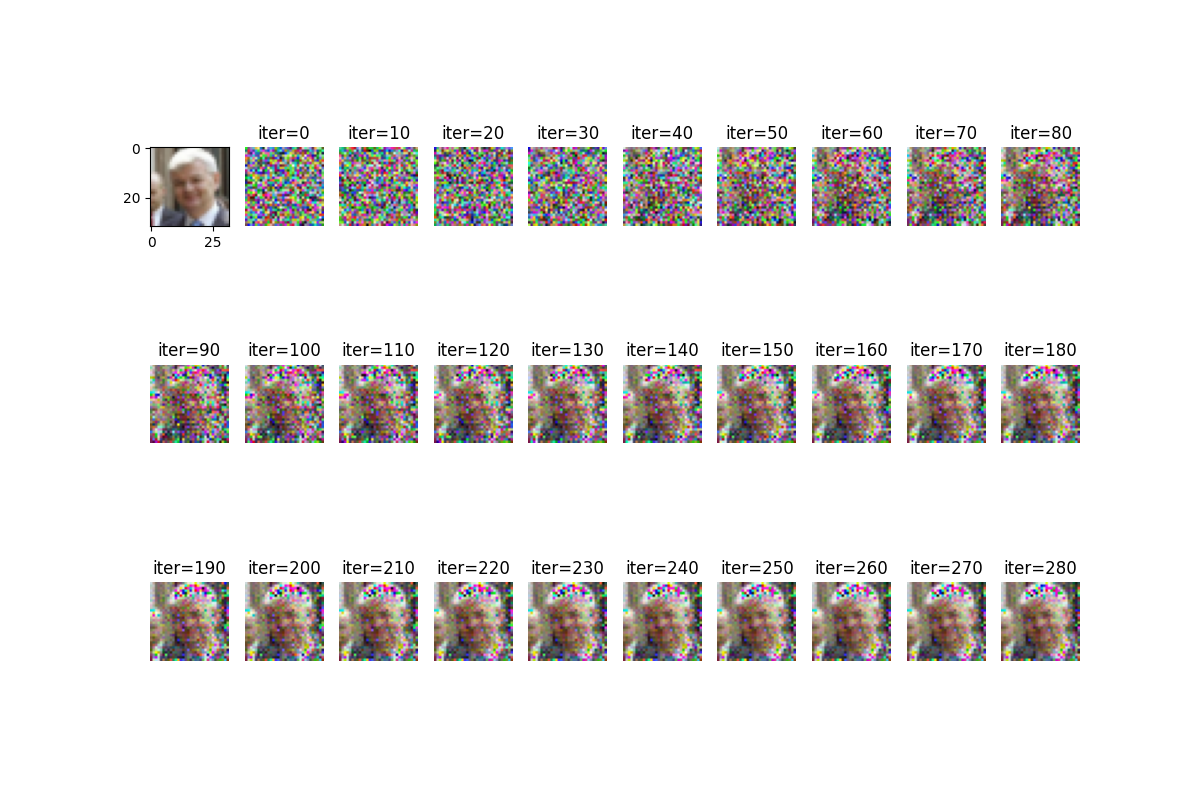 iter=0 iter=10 iter=20 iter=30 iter=40 iter=50 iter=60 iter=70 iter=80
0
20
0 25
iter=90 iter=100 iter=110 iter=120 iter=130 iter=140 iter=150 iter=160 iter=170 iter=180
iter=190 iter=200 iter=210 iter=220 iter=230 iter=240 iter=250 iter=260 iter=270 iter=280